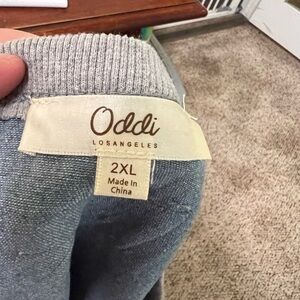 Oddi
LOSANGELES
2XL
Made In
China